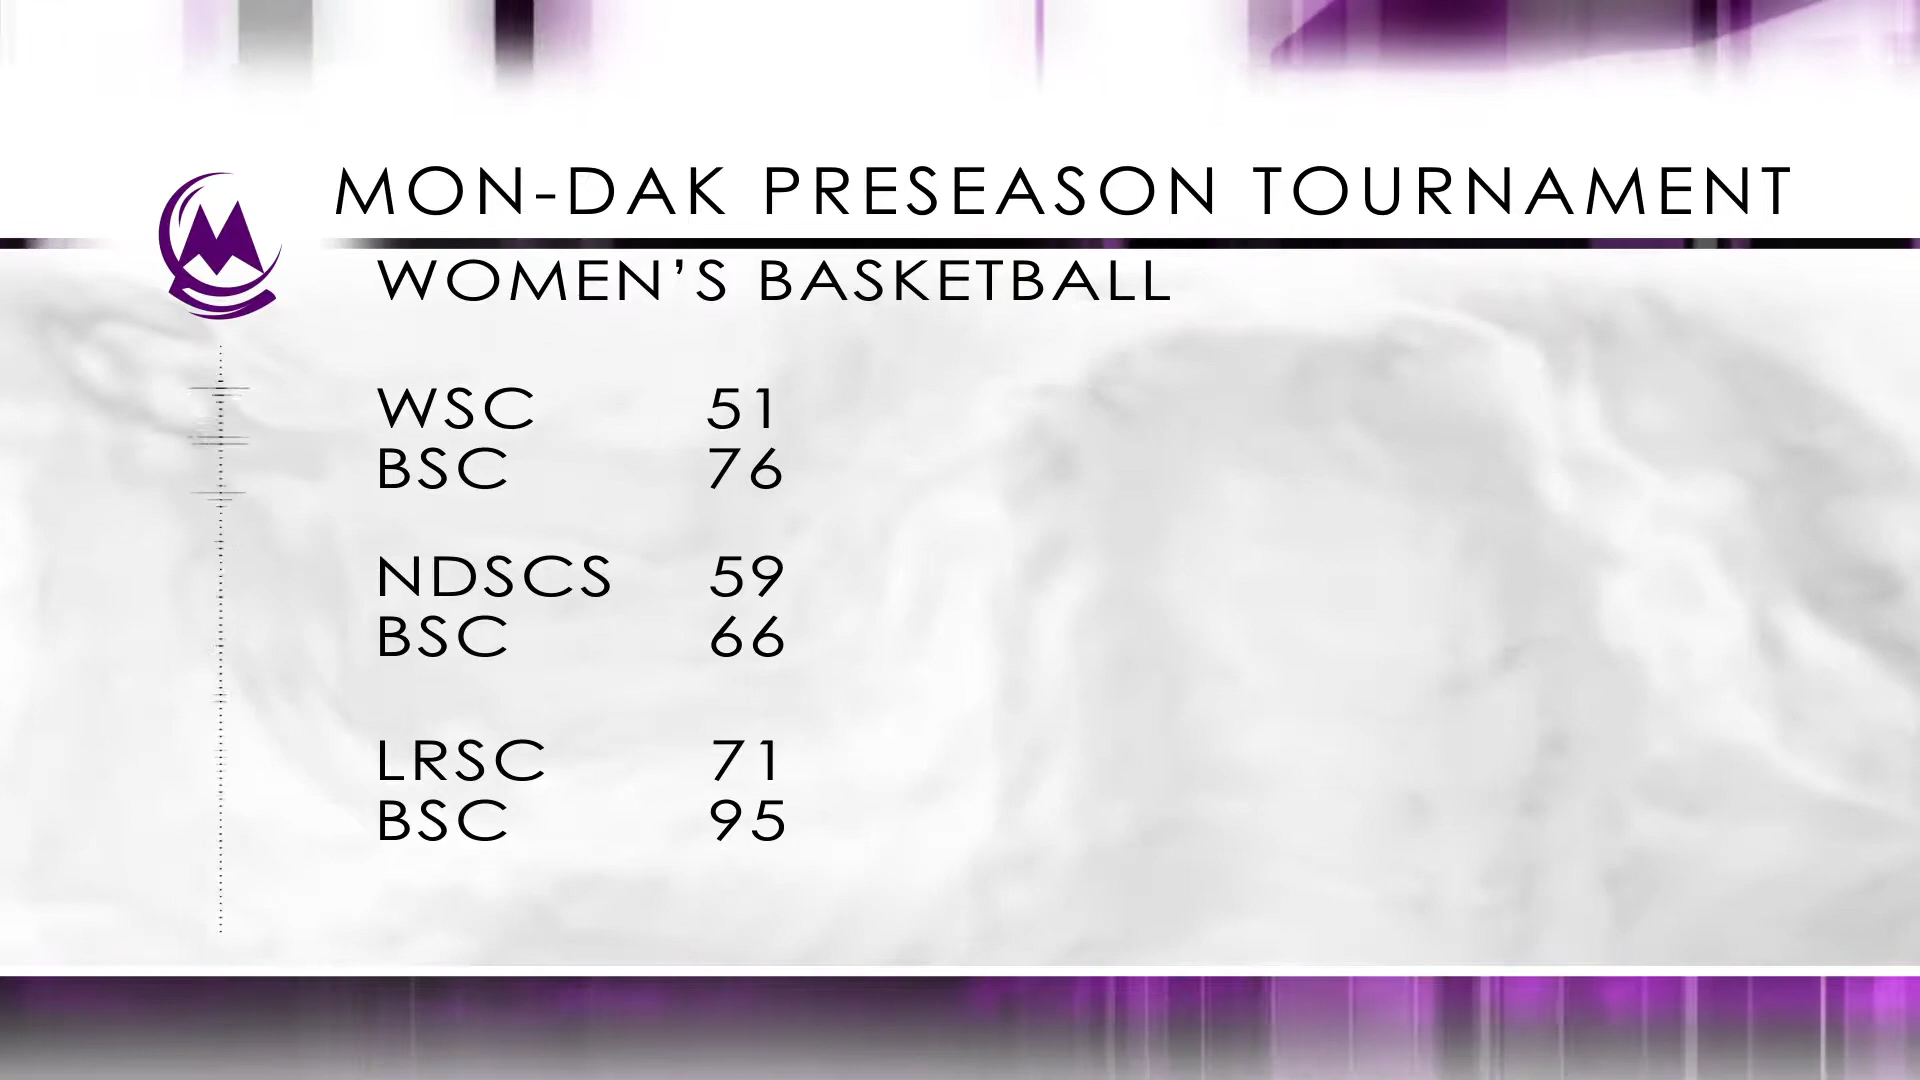 MON-DAK PRESEASON TOURNAMENT
WOMEN’S BASKETBALL
WSC 51
BSC 76
NDSCS 59
BSC 66
LRSC 71
BSC 95